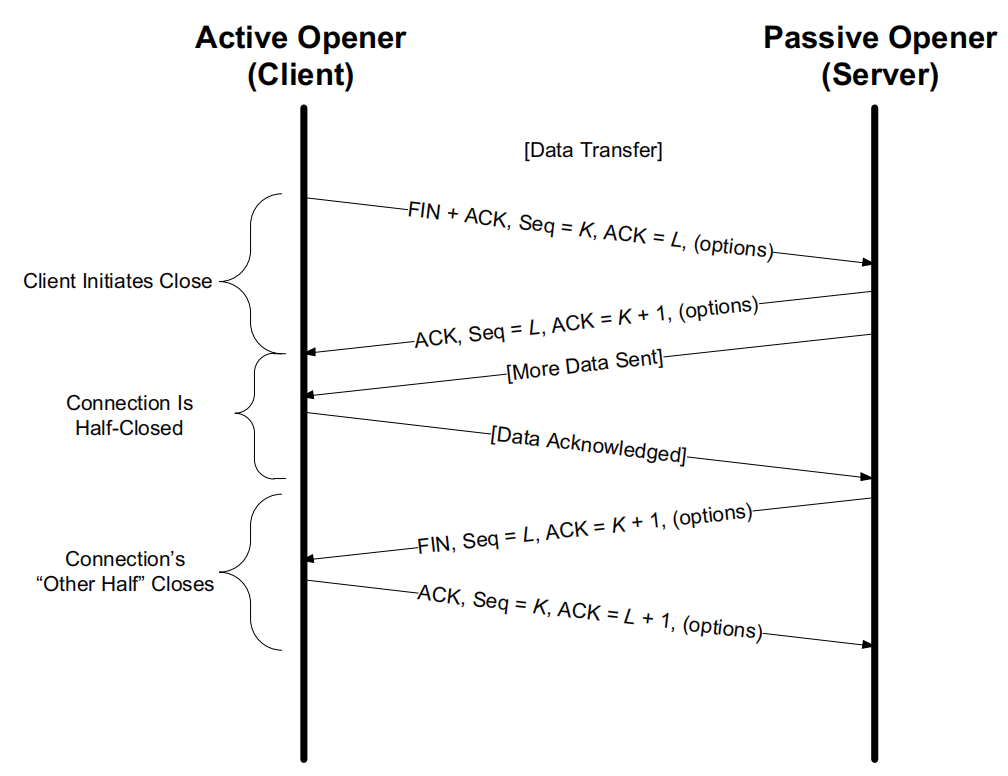 Active Opener
(Client)
Passive Opener
(Server)
[Data Transfer]
FIN + ACK, Seq = K, ACK = L, (options)
Client Initiates Close
ACK, Seq = L, ACK = K + 1, (options)
[More Data Sent]
Connection Is
Half-Closed
[Data Acknowledged]
FIN, Seq = L, ACK = K + 1, (options)
Connection’s
“Other Half” Closes
ACK, Seq = K, ACK = L + 1, (options)